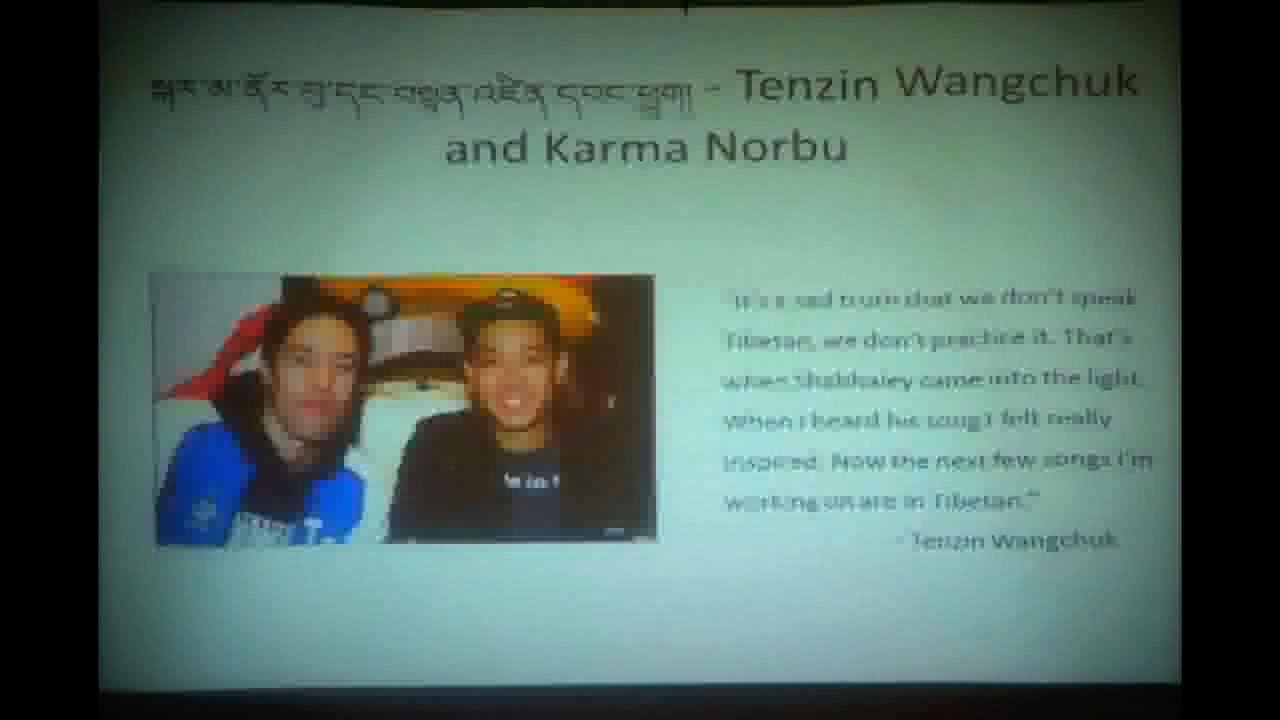 སྐར་མ་ནོར་བུ་དང་བསྟན་འཛིན་དབང་ཕྱུག། - Tenzin Wangchuk
and Karma Norbu
"It's a sad truth that we don't speak
Tibetan, we don't practice it. That's
when Shabhaley came into the light.
When I heard his song I felt really
inspired. Now the next few songs I'm
working on are in Tibetan."
- Tenzin Wangchuk